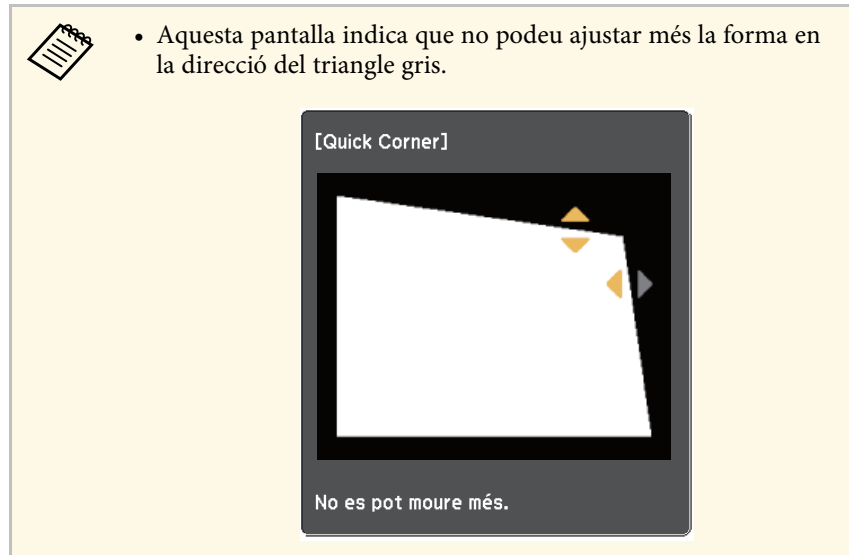 • Aquesta pantalla indica que no podeu ajustar més la forma en
la direcció del triangle gris.
[Quick Corner]
No es pot moure més.